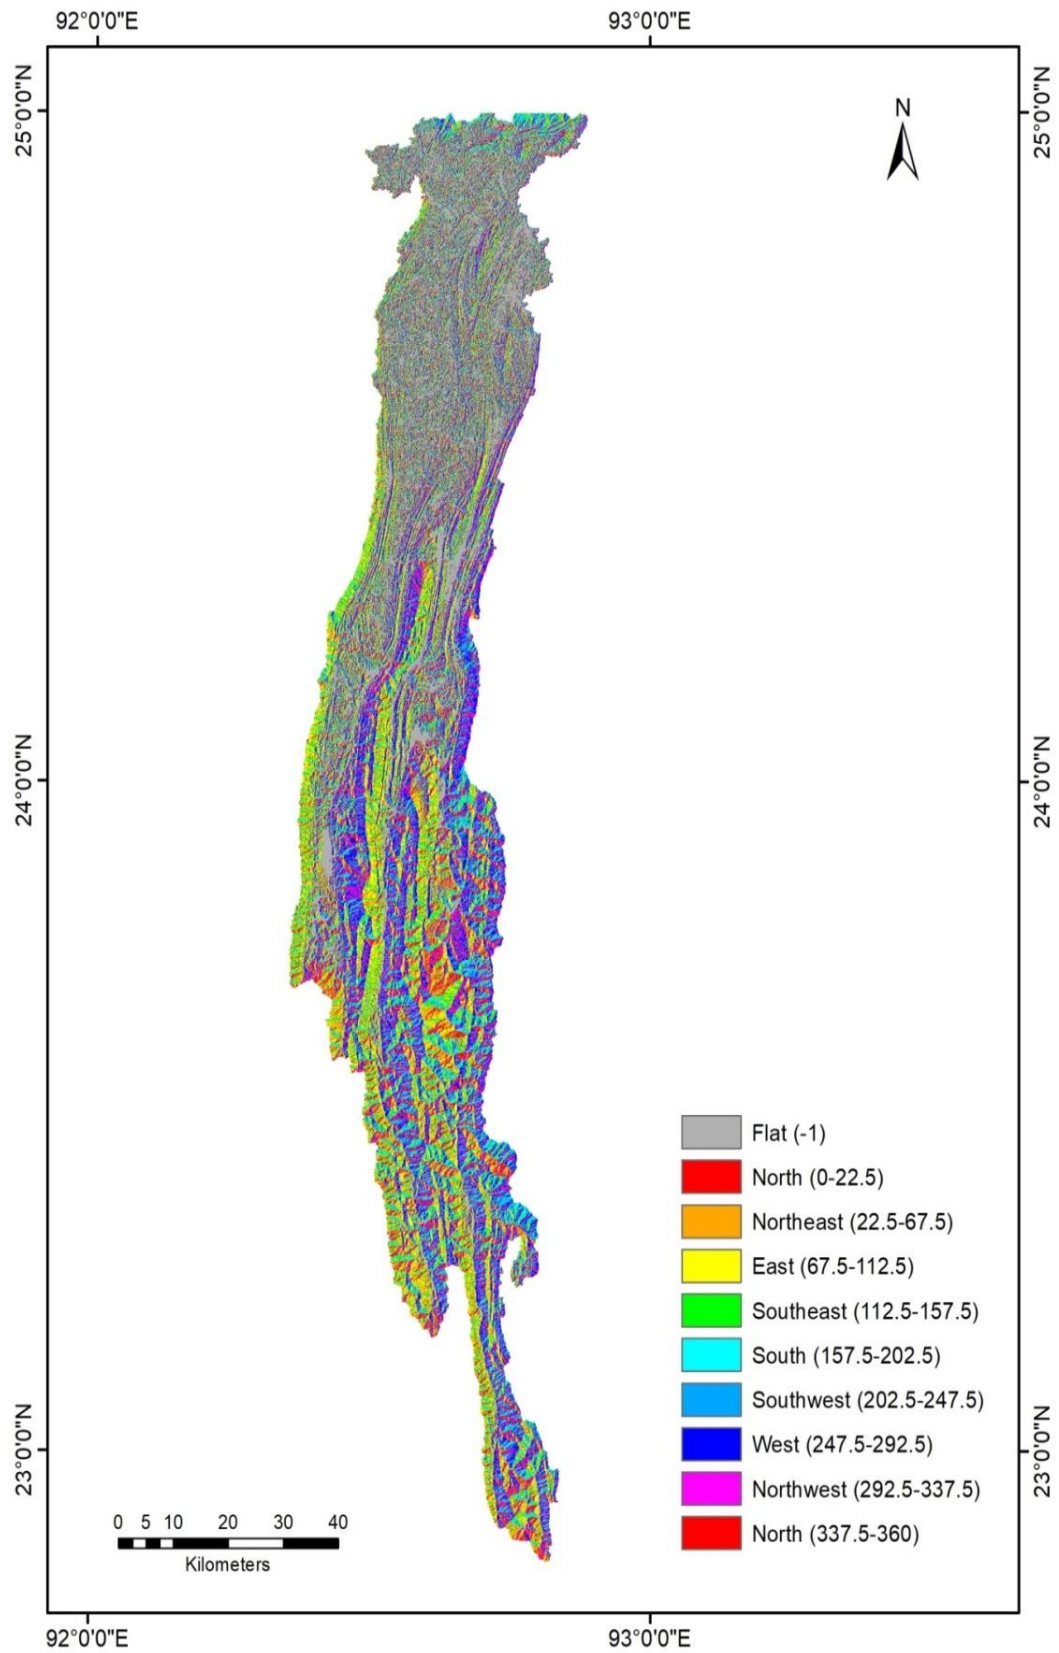 92°0'0"E 93°0'0"E
25°0'0"N 25°0'0"N
N
24°0'0"N 24°0'0"N
Flat (-1)
North (0-22.5)
Northeast (22.5-67.5)
East (67.5-112.5)
Southeast (112.5-157.5)
South (157.5-202.5)
Southwest (202.5-247.5)
West (247.5-292.5)
Northwest (292.5-337.5)
North (337.5-360)
23°0'0"N 23°0'0"N
0 5 10 20 30 40
Kilometers
92°0'0"E 93°0'0"E